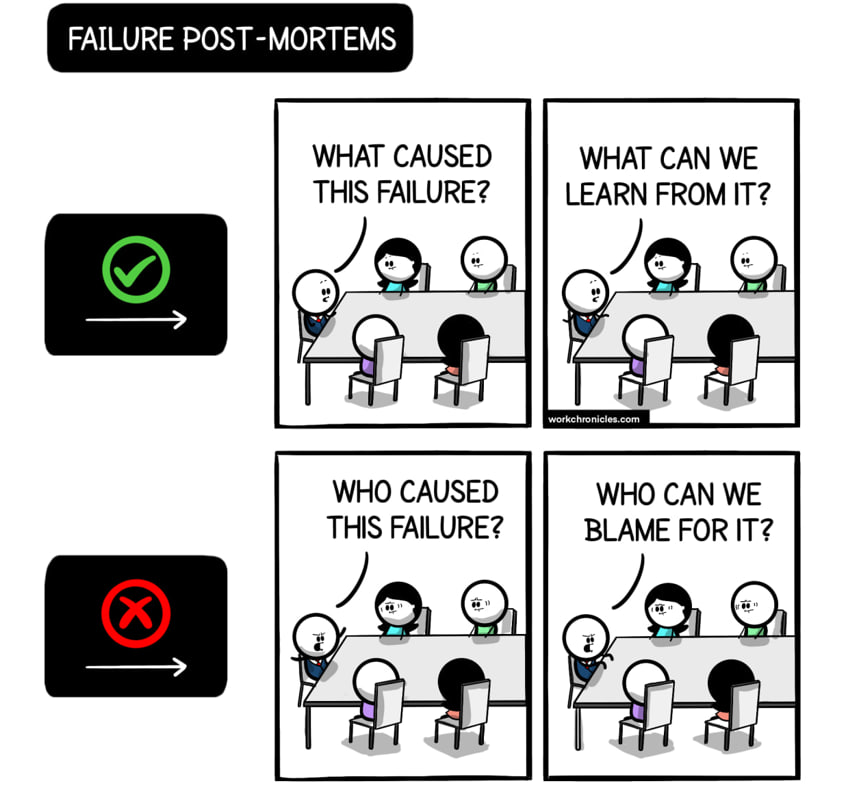 FAILURE POST-MORTEMS
WHAT CAUSED
THIS FAILURE?
WHAT CAN WE
LEARN FROM IT?
workchronicles.com
WHO CAUSED
THIS FAILURE?
WHO CAN WE
BLAME FOR IT?